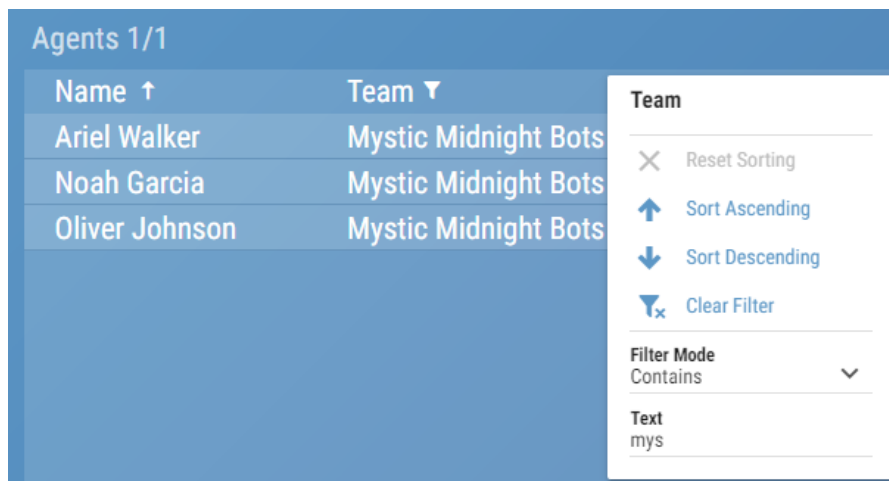 Agents 1/1
Name ↑ Team
Ariel Walker Mystic Midnight Bots
Noah Garcia Mystic Midnight Bots
Oliver Johnson Mystic Midnight Bots
Team
Reset Sorting
Sort Ascending
Sort Descending
Clear Filter
Filter Mode
Contains
Text
mys